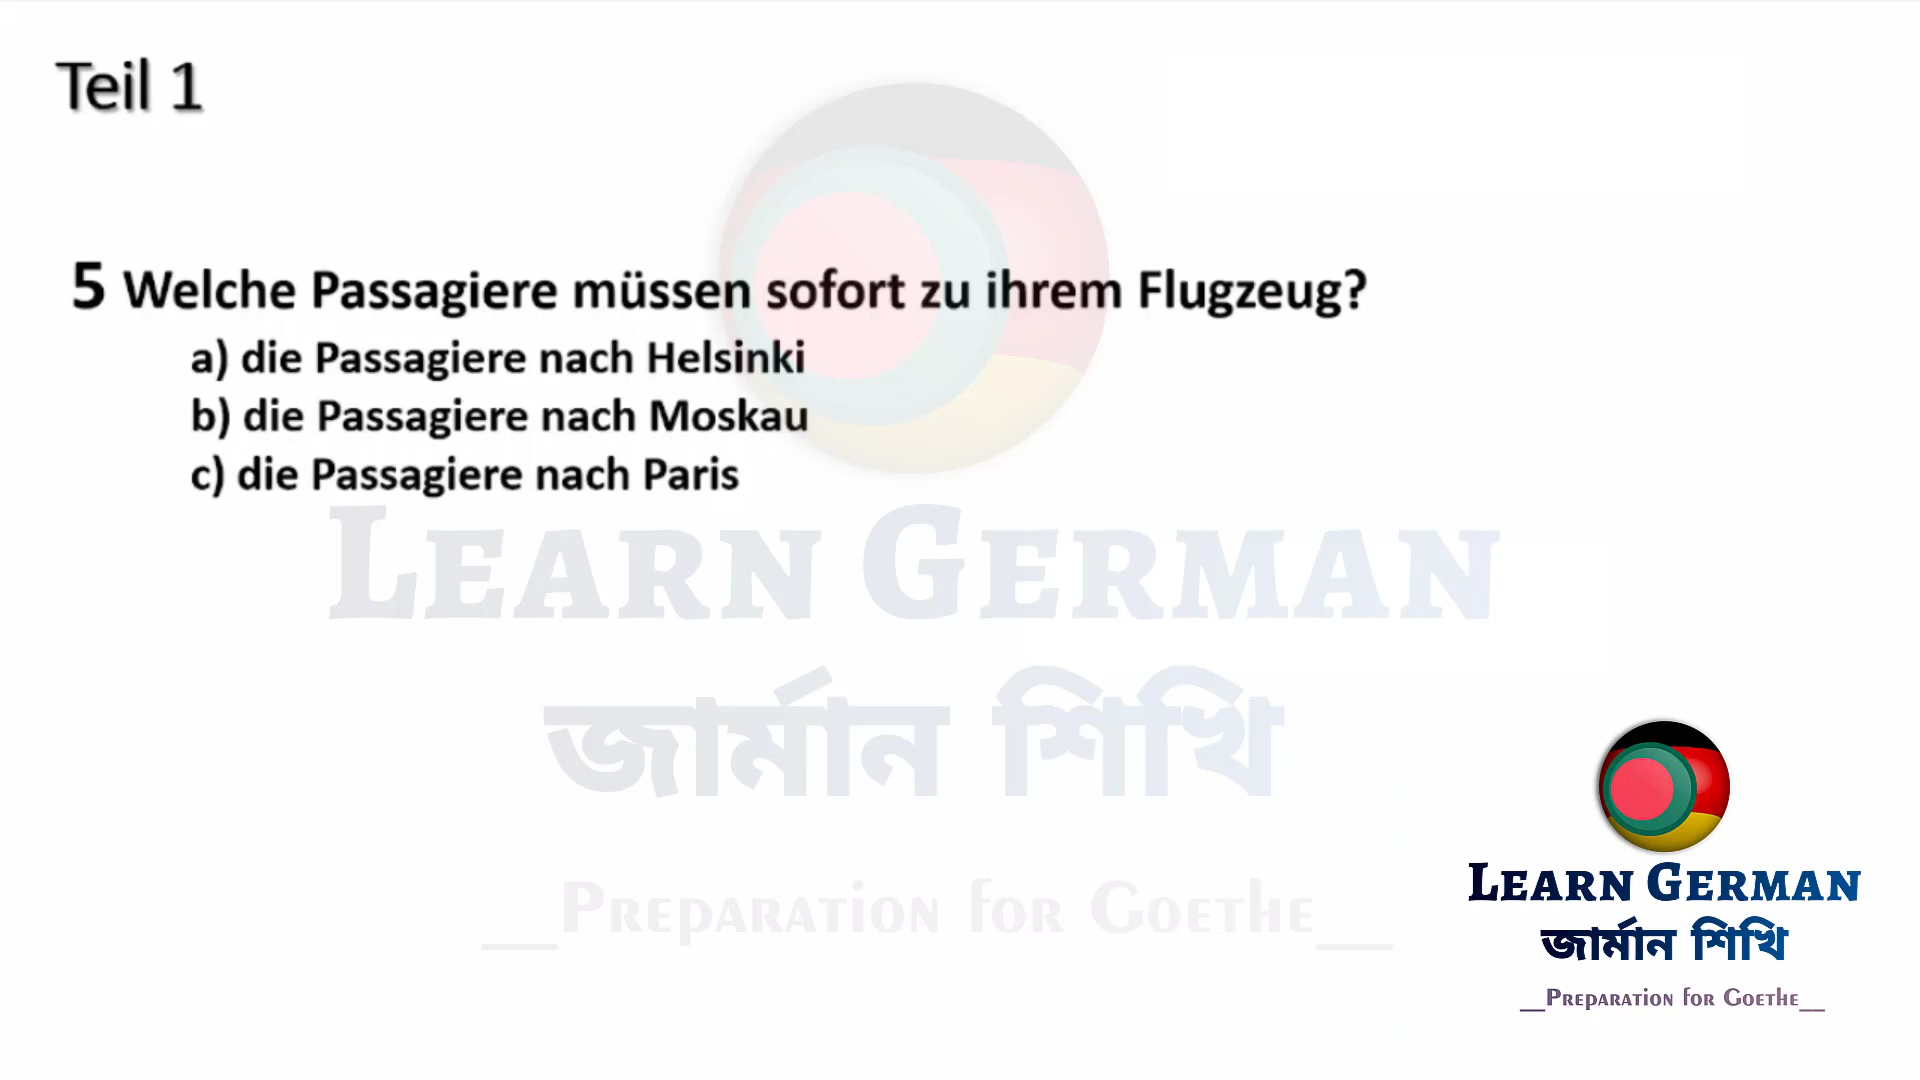 Teil 1
5 Welche Passagiere müssen sofort zu ihrem Flugzeug?
a) die Passagiere nach Helsinki
b) die Passagiere nach Moskau
c) die Passagiere nach Paris
LEARN GERMAN
জার্মান শিখি
__PREPARATION for GOETHE__
LEARN GERMAN
জার্মান শিখি
__PREPARATION for GOETHE__